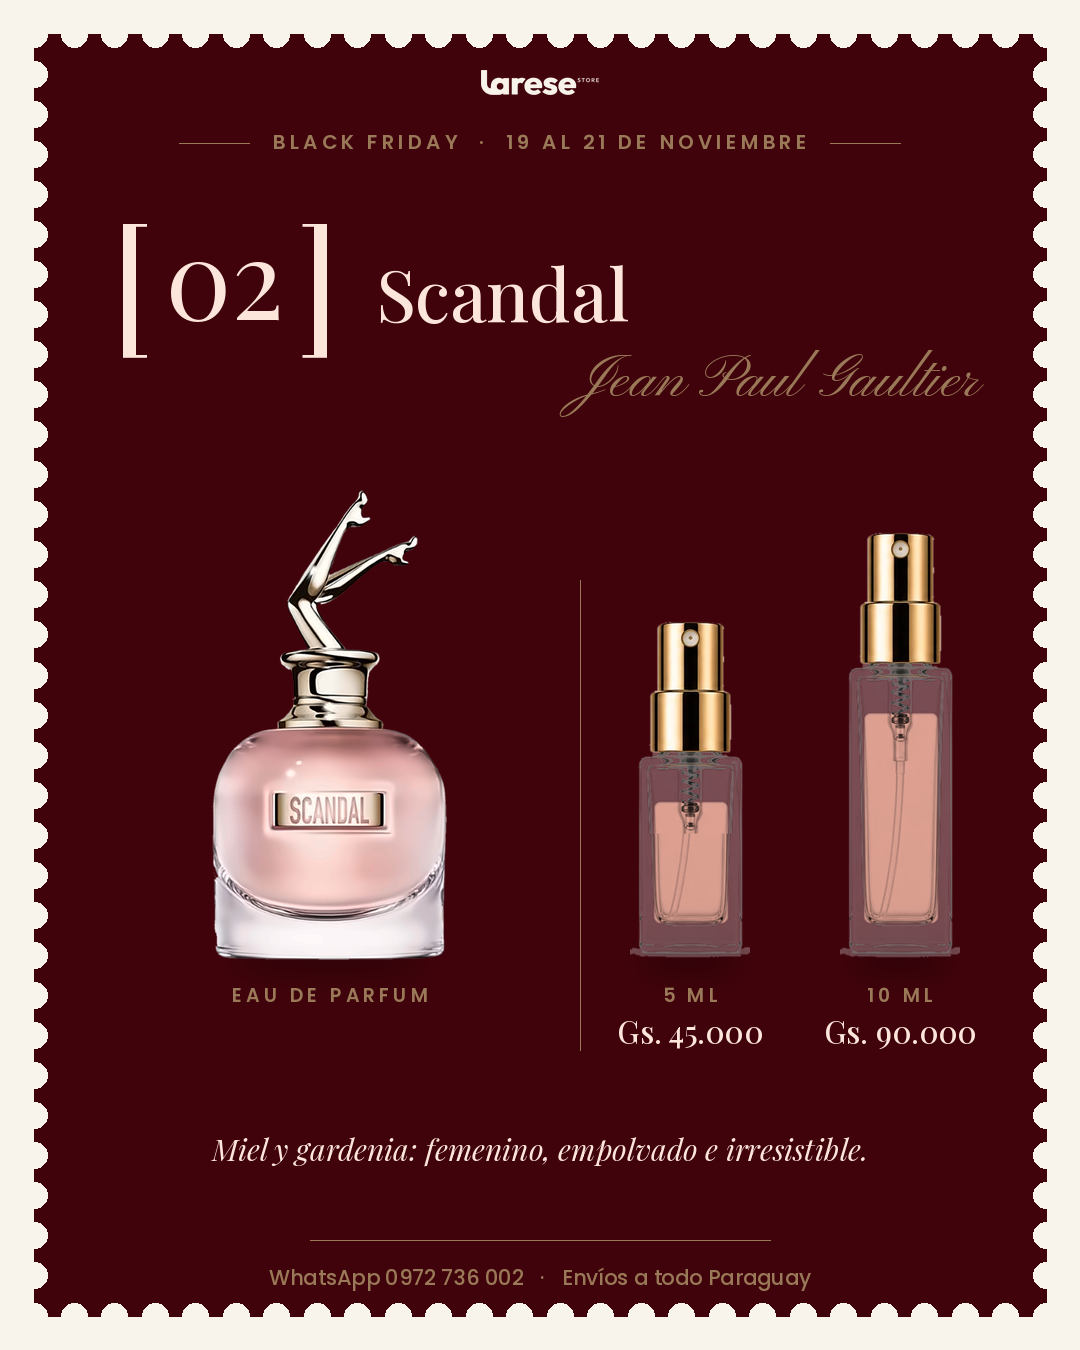 Larese STORE
BLACK FRIDAY · 19 AL 21 DE NOVIEMBRE
[02] Scandal
Jean Paul Gaultier
SCANDAL
EAU DE PARFUM
5 ML
Gs. 45.000
10 ML
Gs. 90.000
Miel y gardenia: femenino, empolvado e irresistible.
WhatsApp 0972 736 002 · Envíos a todo Paraguay